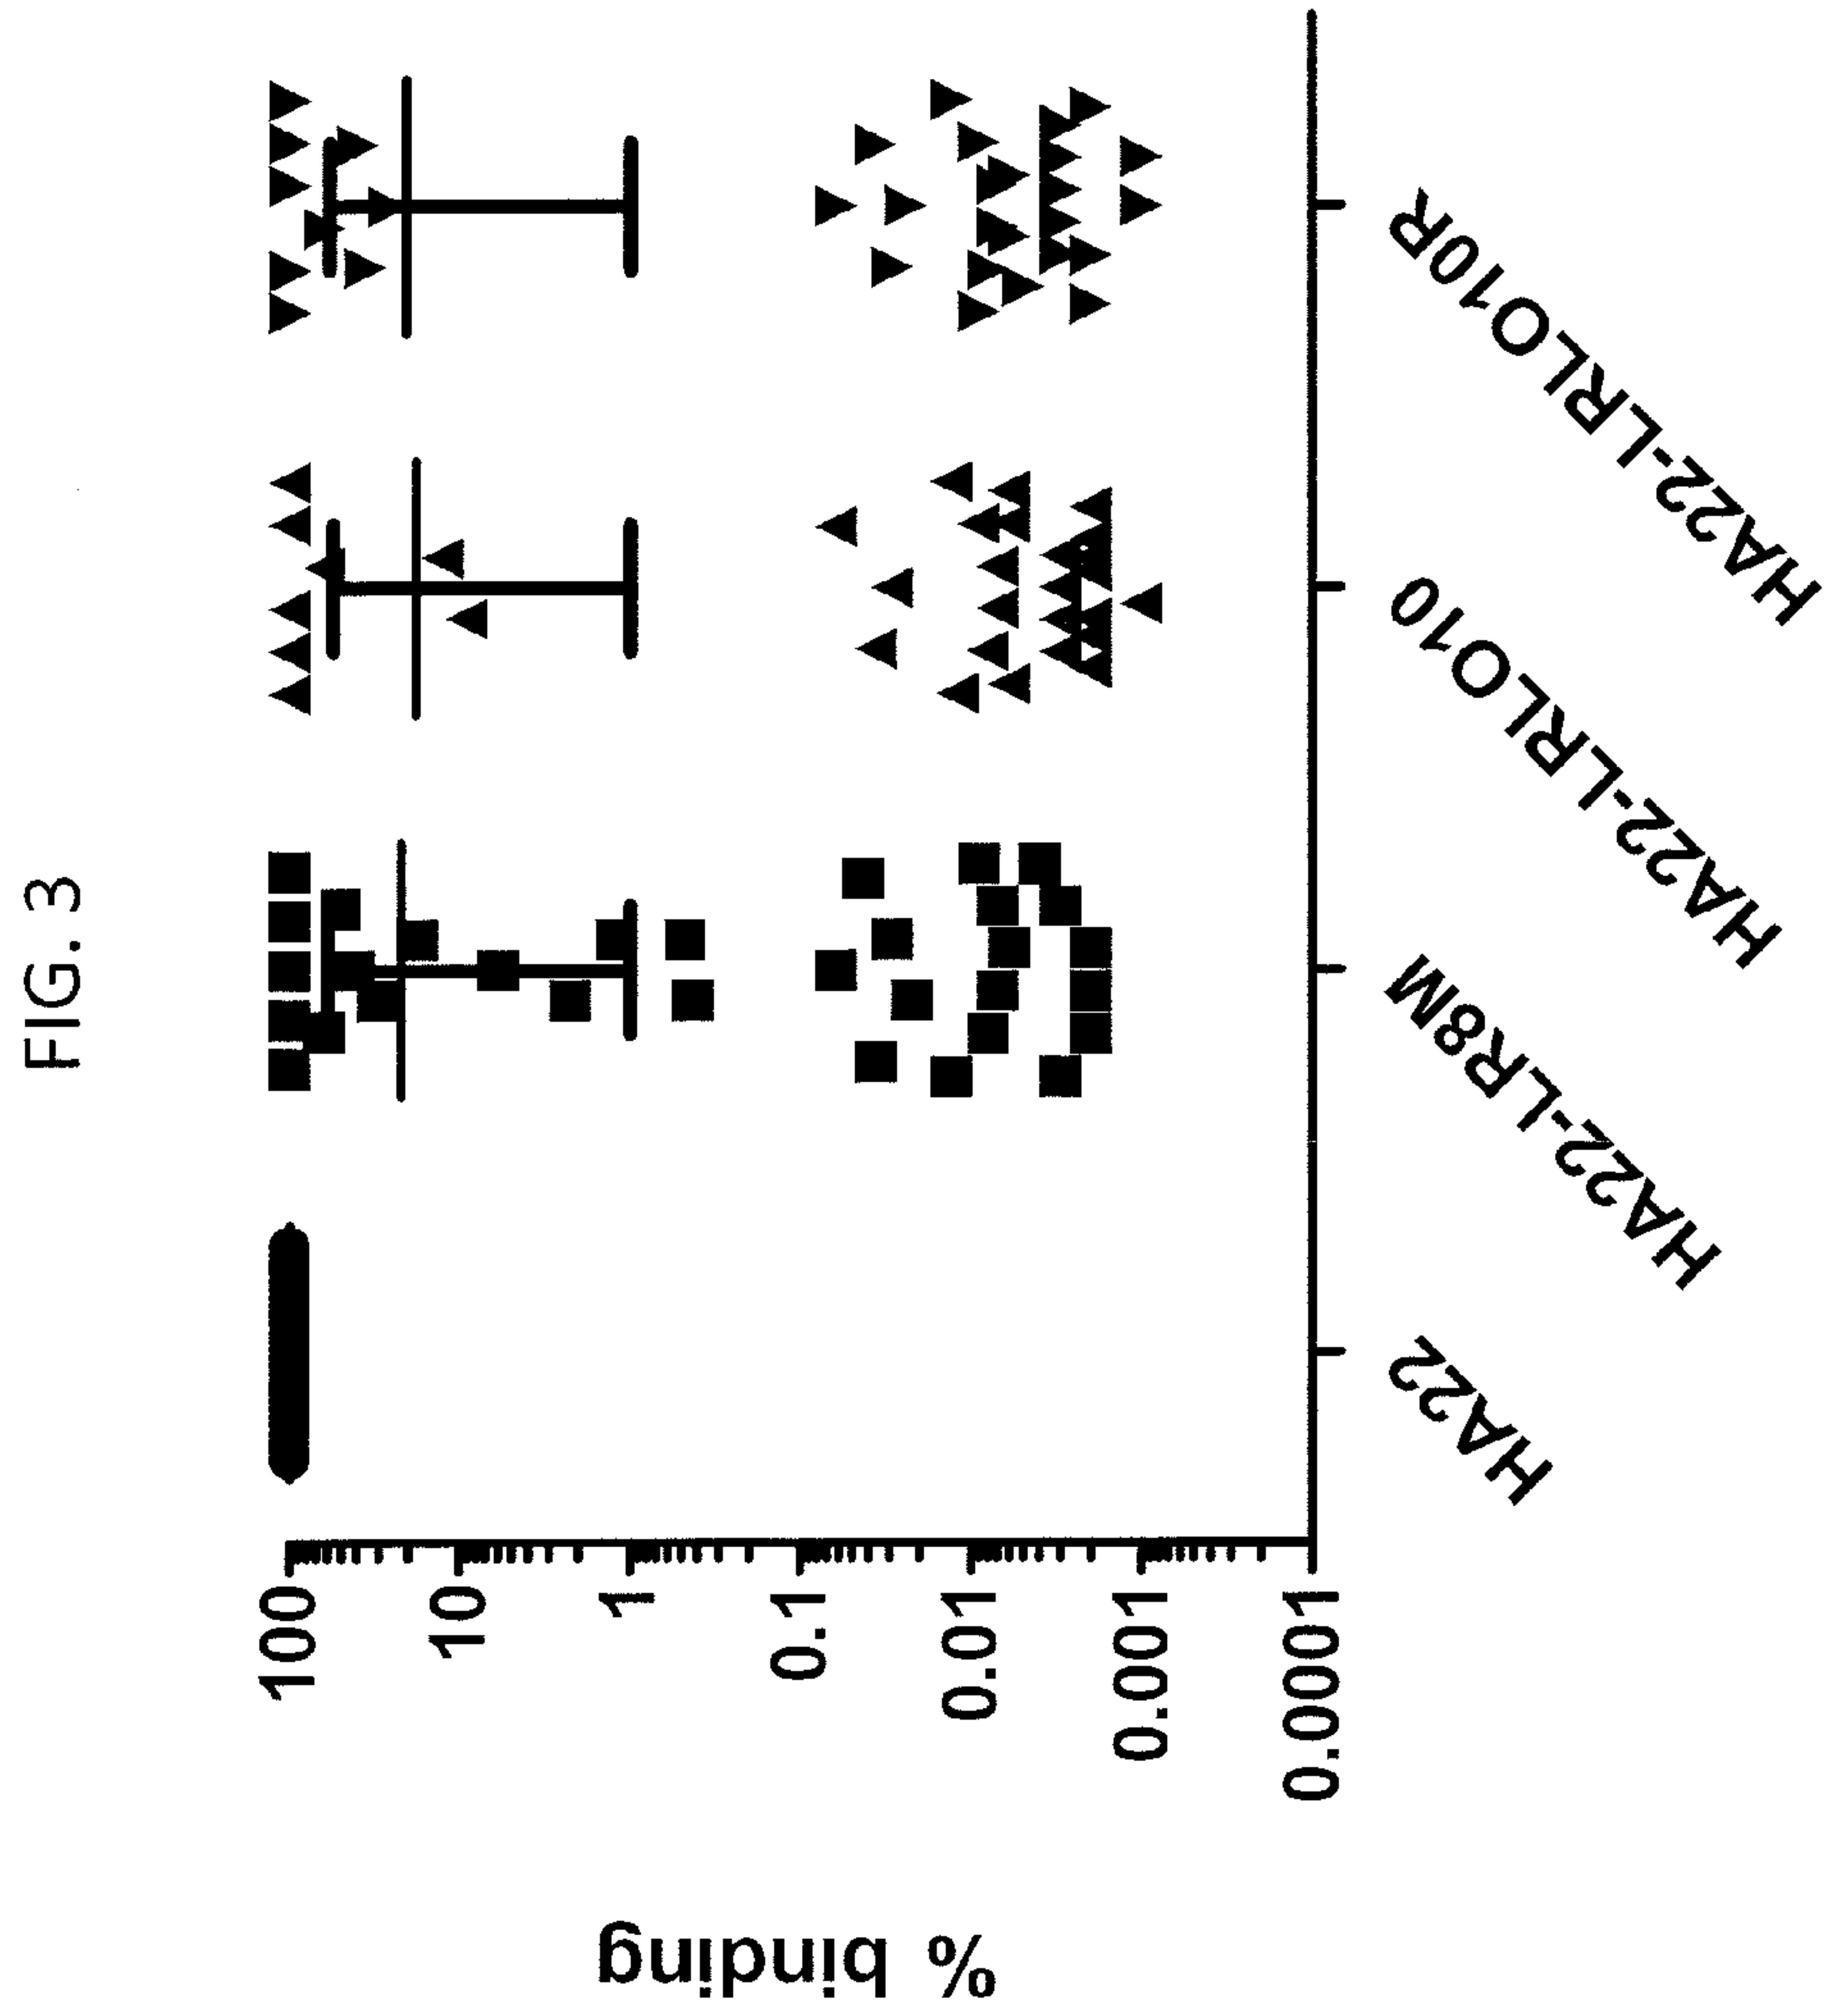 FIG. 3
% binding
100
10
1
0.1
0.01
0.001
0.0001
HA22
HA22-LR8M
HA22-LRLO10
HA22-LRLO10R